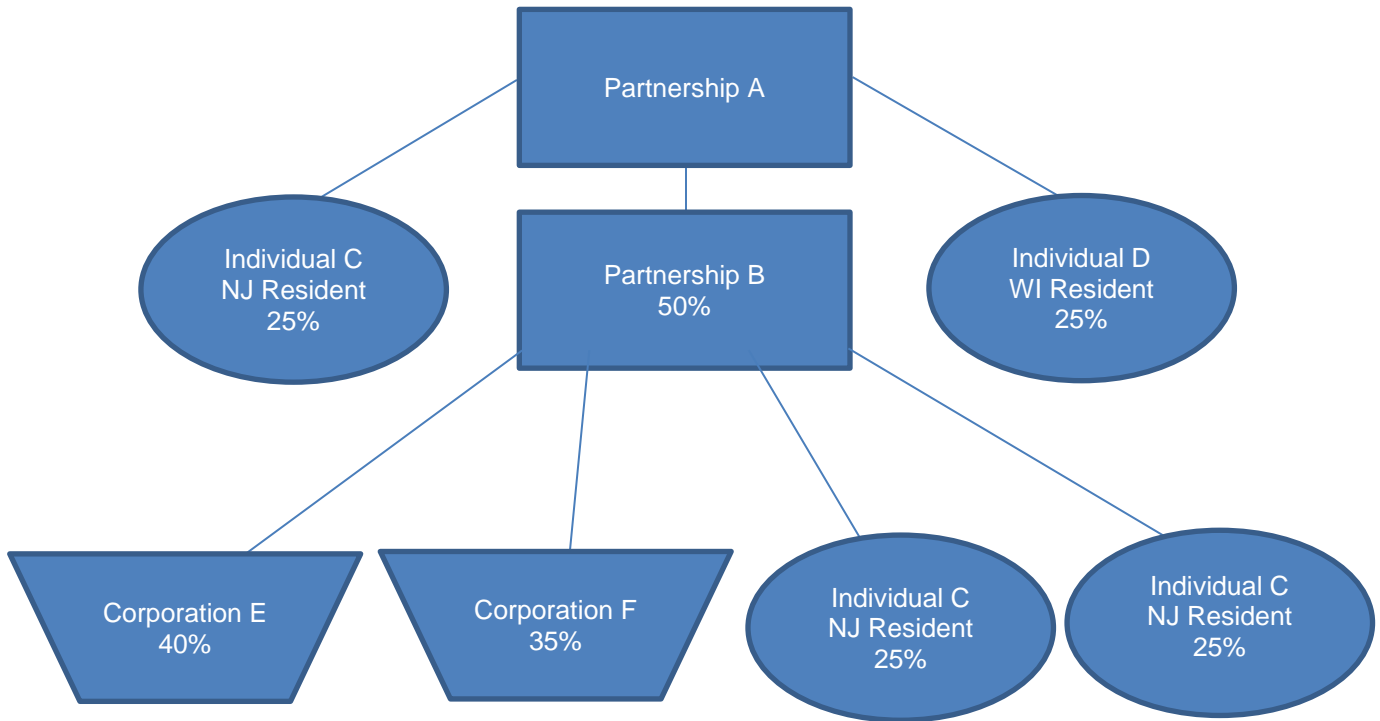 Partnership A
Individual C
NJ Resident
25%
Partnership B
50%
Individual D
WI Resident
25%
Corporation E
40%
Corporation F
35%
Individual C
NJ Resident
25%
Individual C
NJ Resident
25%